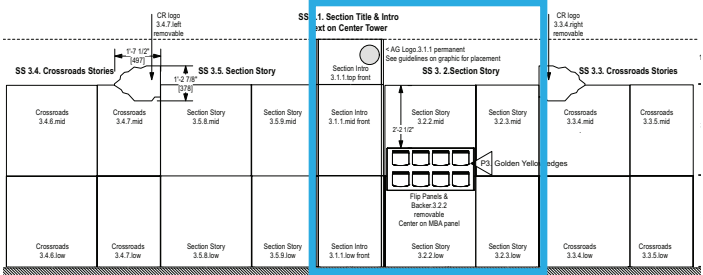 CR logo
3.4.7.left
removable
SS 3.1. Section Title & Intro
Text on Center Tower
CR logo
3.3.4.right
removable
1'-7 1/2"
[497]
< AG Logo.3.1.1 permanent
See guidelines on graphic for placement
SS 3.4. Crossroads Stories
1'-2 7/8"
[378]
SS 3.5. Section Story
Section Intro
3.1.1.top front
SS 3. 2.Section Story
SS 3.3. Crossroads Stories
Crossroads
3.4.6.mid
Crossroads
3.4.7.mid
Section Story
3.5.8.mid
Section Story
3.5.9.mid
Section Intro
3.1.1.mid front
Section Story
3.2.2.mid
Section Story
3.2.3.mid
Crossroads
3.3.4.mid
Crossroads
3.3.5.mid
2'-2 1/2"
P3. Golden Yellow edges
Flip Panels &
Backer.3.2.2
removable
Center on MBA panel
Crossroads
3.4.6.low
Crossroads
3.4.7.low
Section Story
3.5.8.low
Section Story
3.5.9.low
Section Intro
3.1.1.low front
Section Story
3.2.2.low
Section Story
3.2.3.low
Crossroads
3.3.4.low
Crossroads
3.3.5.low